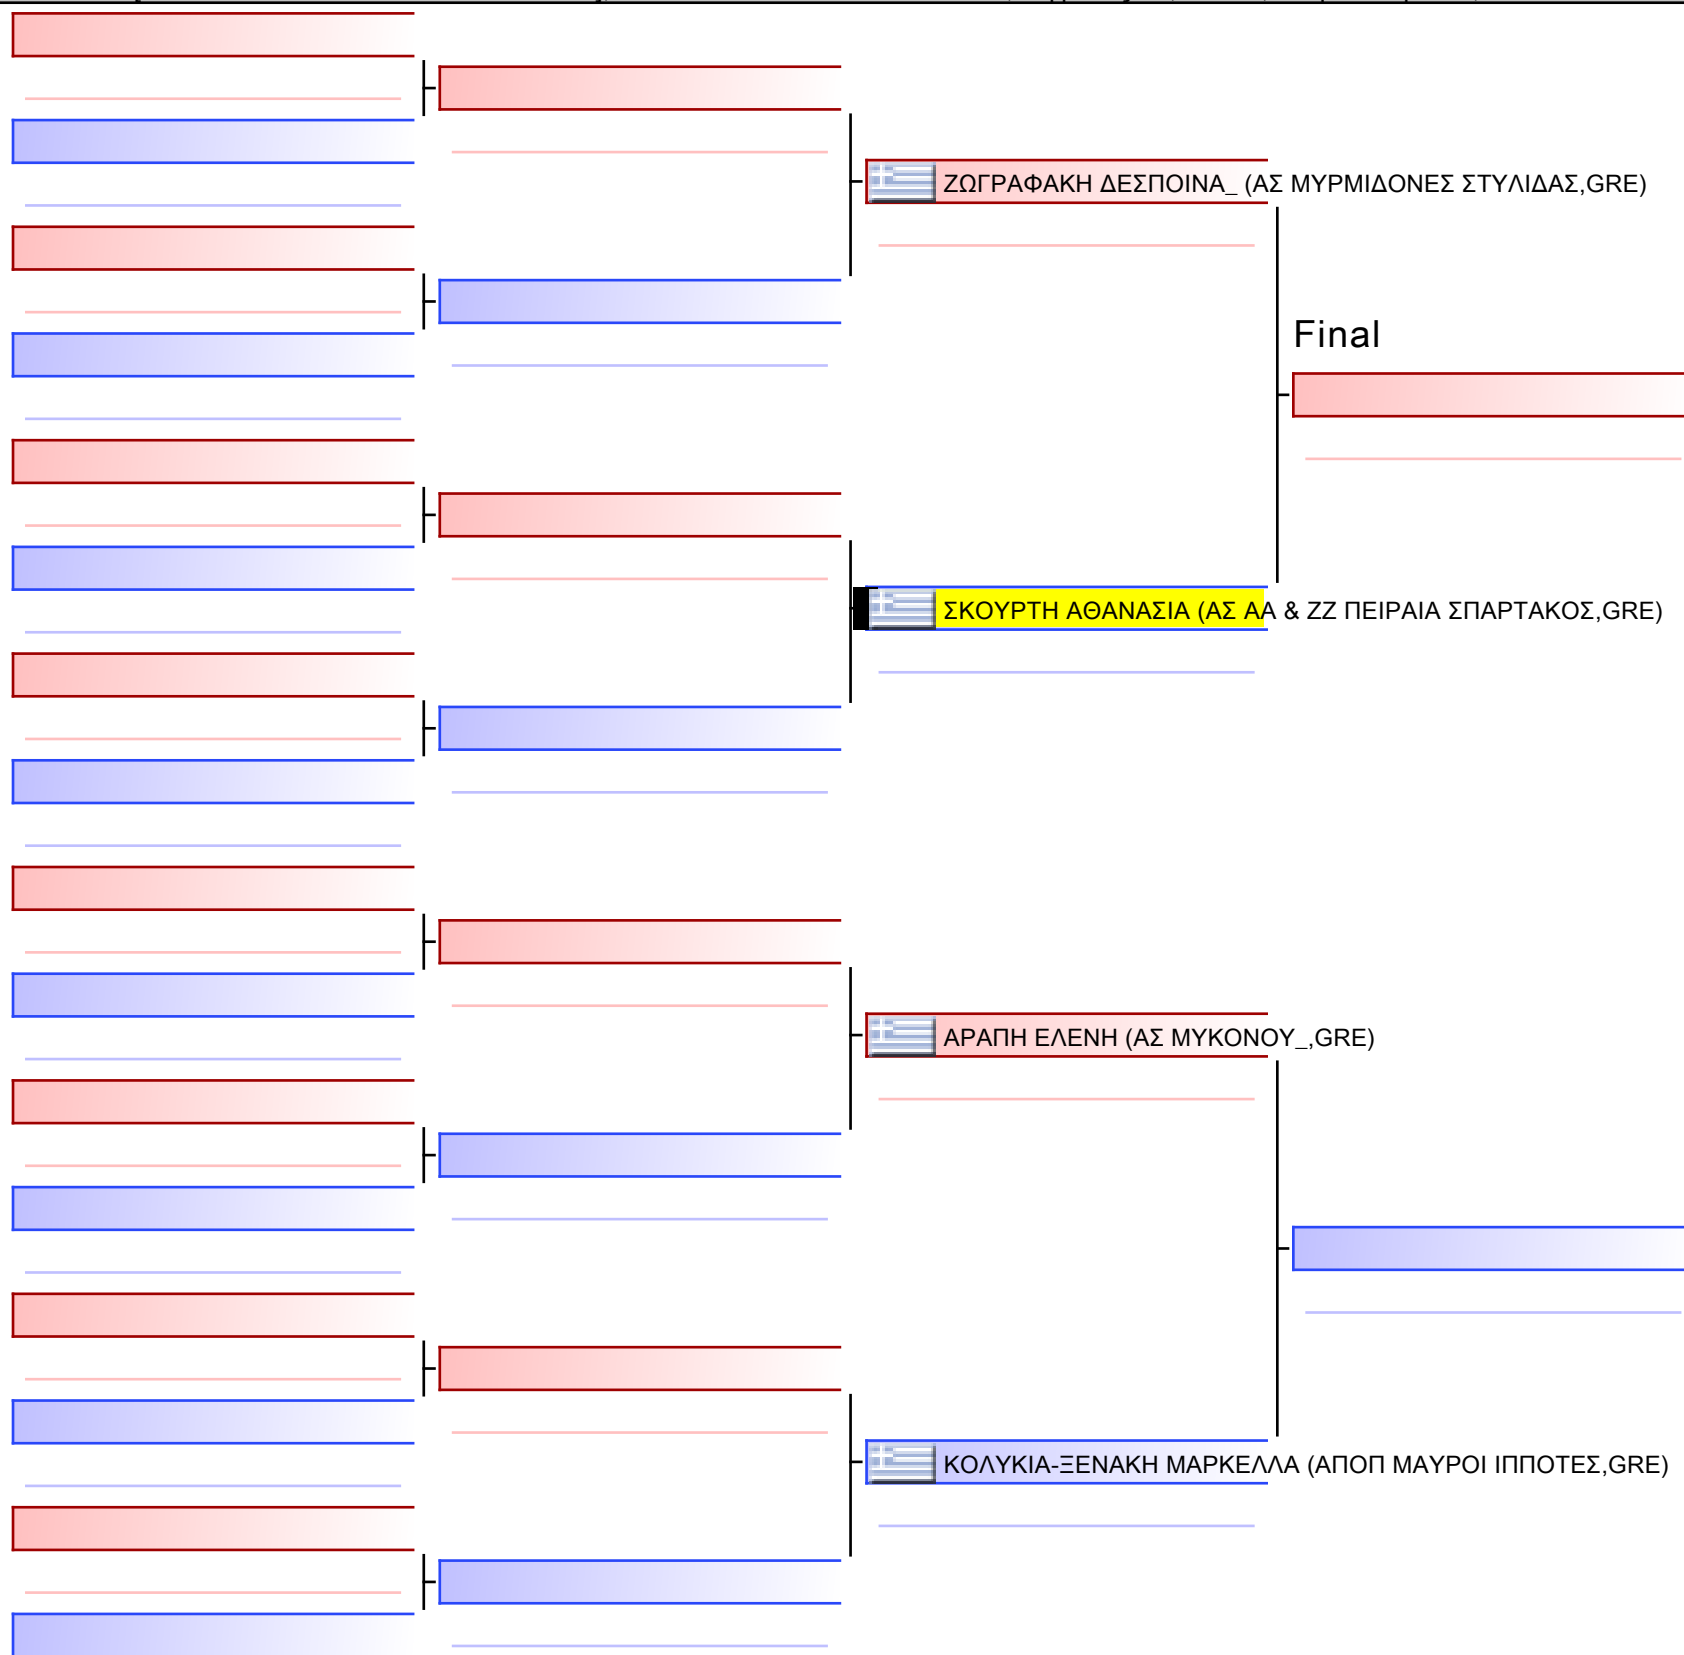 ΖΩΓΡΑΦΑΚΗ ΔΕΣΠΟΙΝΑ_ (ΑΣ ΜΥΡΜΙΔΟΝΕΣ ΣΤΥΛΙΔΑΣ,GRE)
Final
ΣΚΟΥΡΤΗ ΑΘΑΝΑΣΙΑ (ΑΣ ΑΑ & ΖΖ ΠΕΙΡΑΙΑ ΣΠΑΡΤΑΚΟΣ,GRE)
ΑΡΑΠΗ ΕΛΕΝΗ (ΑΣ ΜΥΚΟΝΟΥ_,GRE)
ΚΟΛΥΚΙΑ-ΞΕΝΑΚΗ ΜΑΡΚΕΛΛΑ (ΑΠΟΠ ΜΑΥΡΟΙ ΙΠΠΟΤΕΣ,GRE)